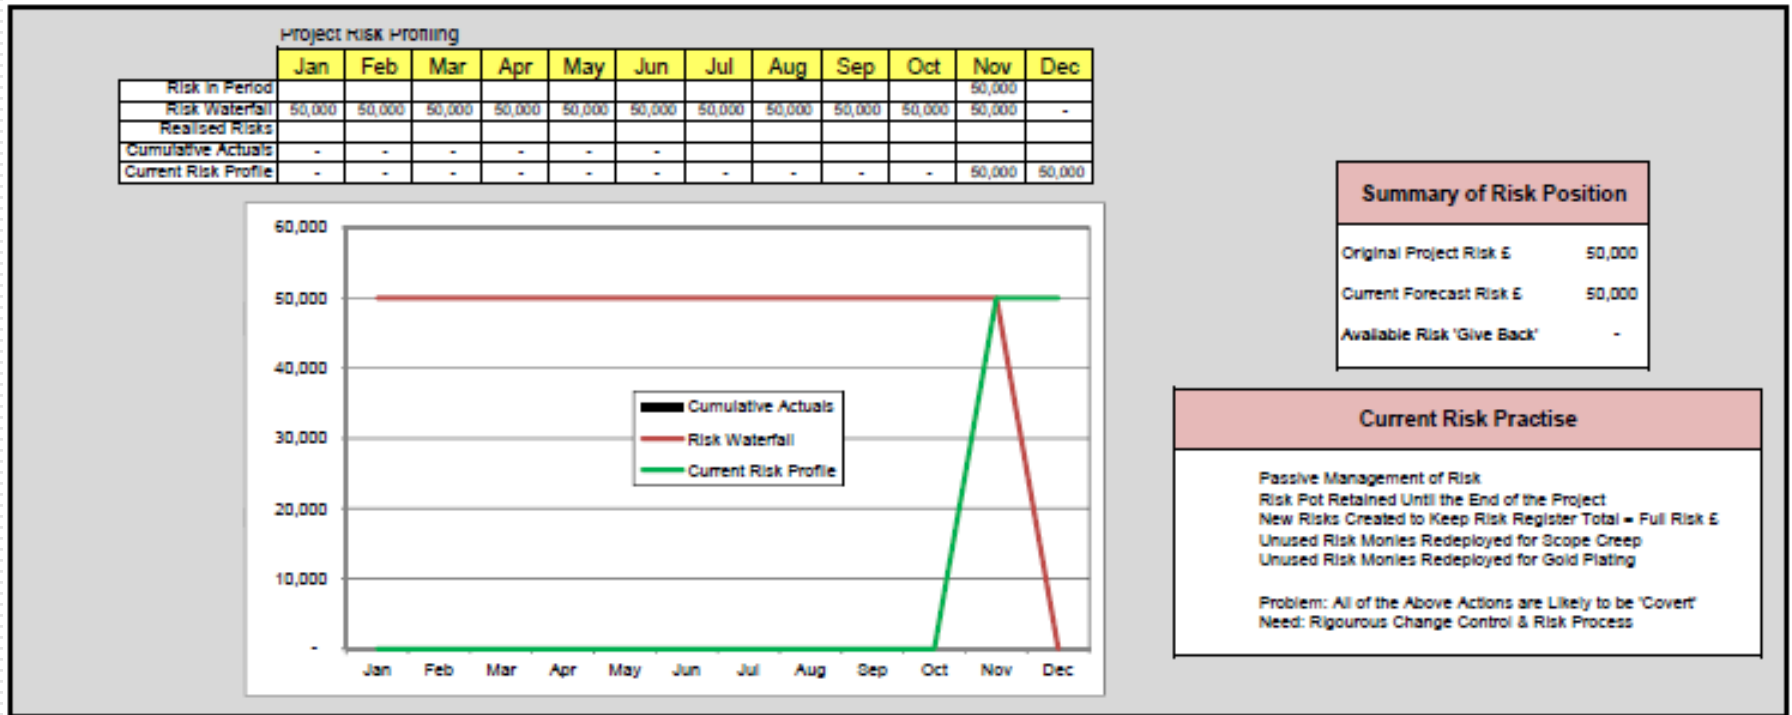 Project Risk Profiling
Jan Feb Mar Apr May Jun Jul Aug Sep Oct Nov Dec
Risk In Period 50,000
Risk Waterfall 50,000 50,000 50,000 50,000 50,000 50,000 50,000 50,000 50,000 50,000 50,000 -
Realised Risks
Cumulative Actuals - - - - - -
Current Risk Profile - - - - - - - - - - 50,000 50,000
60,000
50,000
40,000
30,000
20,000
10,000
-
Jan Feb Mar Apr May Jun Jul Aug Sep Oct Nov Dec
Cumulative Actuals
Risk Waterfall
Current Risk Profile
Summary of Risk Position
Original Project Risk £ 50,000
Current Forecast Risk £ 50,000
Available Risk 'Give Back' -
Current Risk Practise
Passive Management of Risk
Risk Pot Retained Until the End of the Project
New Risks Created to Keep Risk Register Total = Full Risk £
Unused Risk Monies Redeployed for Scope Creep
Unused Risk Monies Redeployed for Gold Plating
Problem: All of the Above Actions are Likely to be 'Covert'
Need: Rigourous Change Control & Risk Process